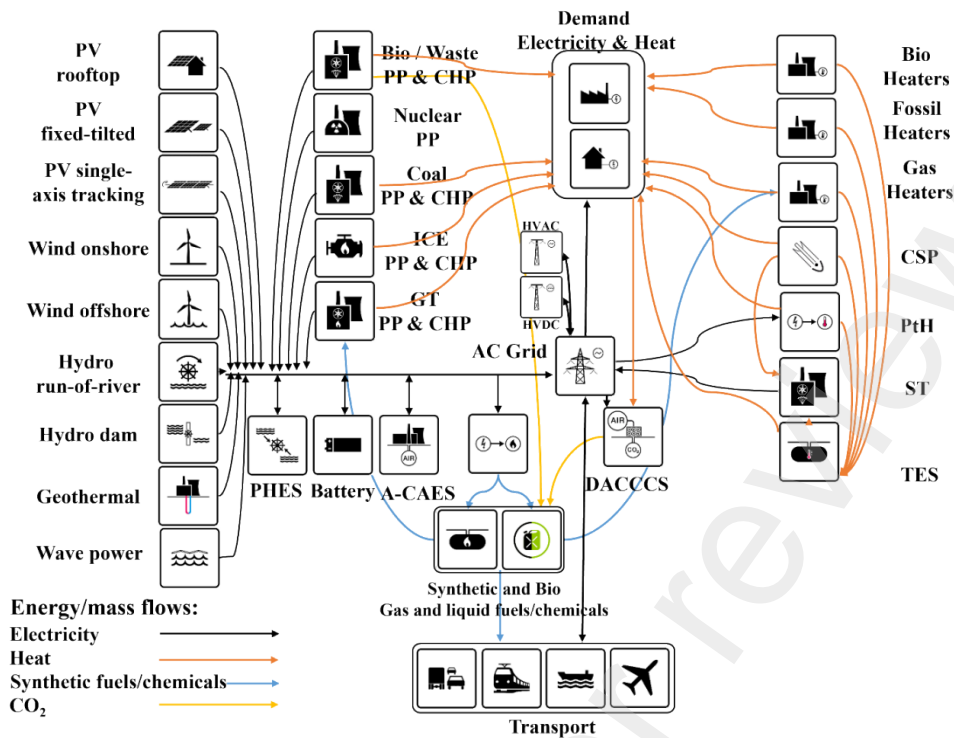 PV
rooftop
PV
fixed-tilted
PV single-
axis tracking
Wind onshore
Wind offshore
Hydro
run-of-river
Hydro dam
Geothermal
Wave power
Bio / Waste
PP & CHP
Nuclear
PP
Coal
PP & CHP
ICE
PP & CHP
GT
PP & CHP
Demand
Electricity & Heat
HVAC
HVDC
AC Grid
Bio
Heaters
Fossil
Heaters
Gas
Heaters
CSP
PtH
ST
TES
PHES
Battery
A-CAES
AIR
DACCCS
AIR
CO₂
Synthetic and Bio
Gas and liquid fuels/chemicals
Transport
Energy/mass flows:
Electricity
Heat
Synthetic fuels/chemicals
CO₂
r review